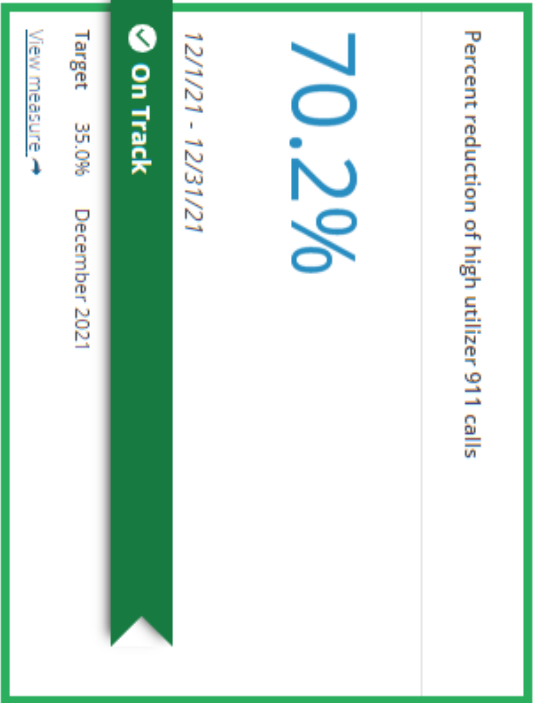 Percent reduction of high utilizer 911 calls
70.2%
12/1/21 - 12/31/21
On Track
Target 35.0% December 2021
View measure